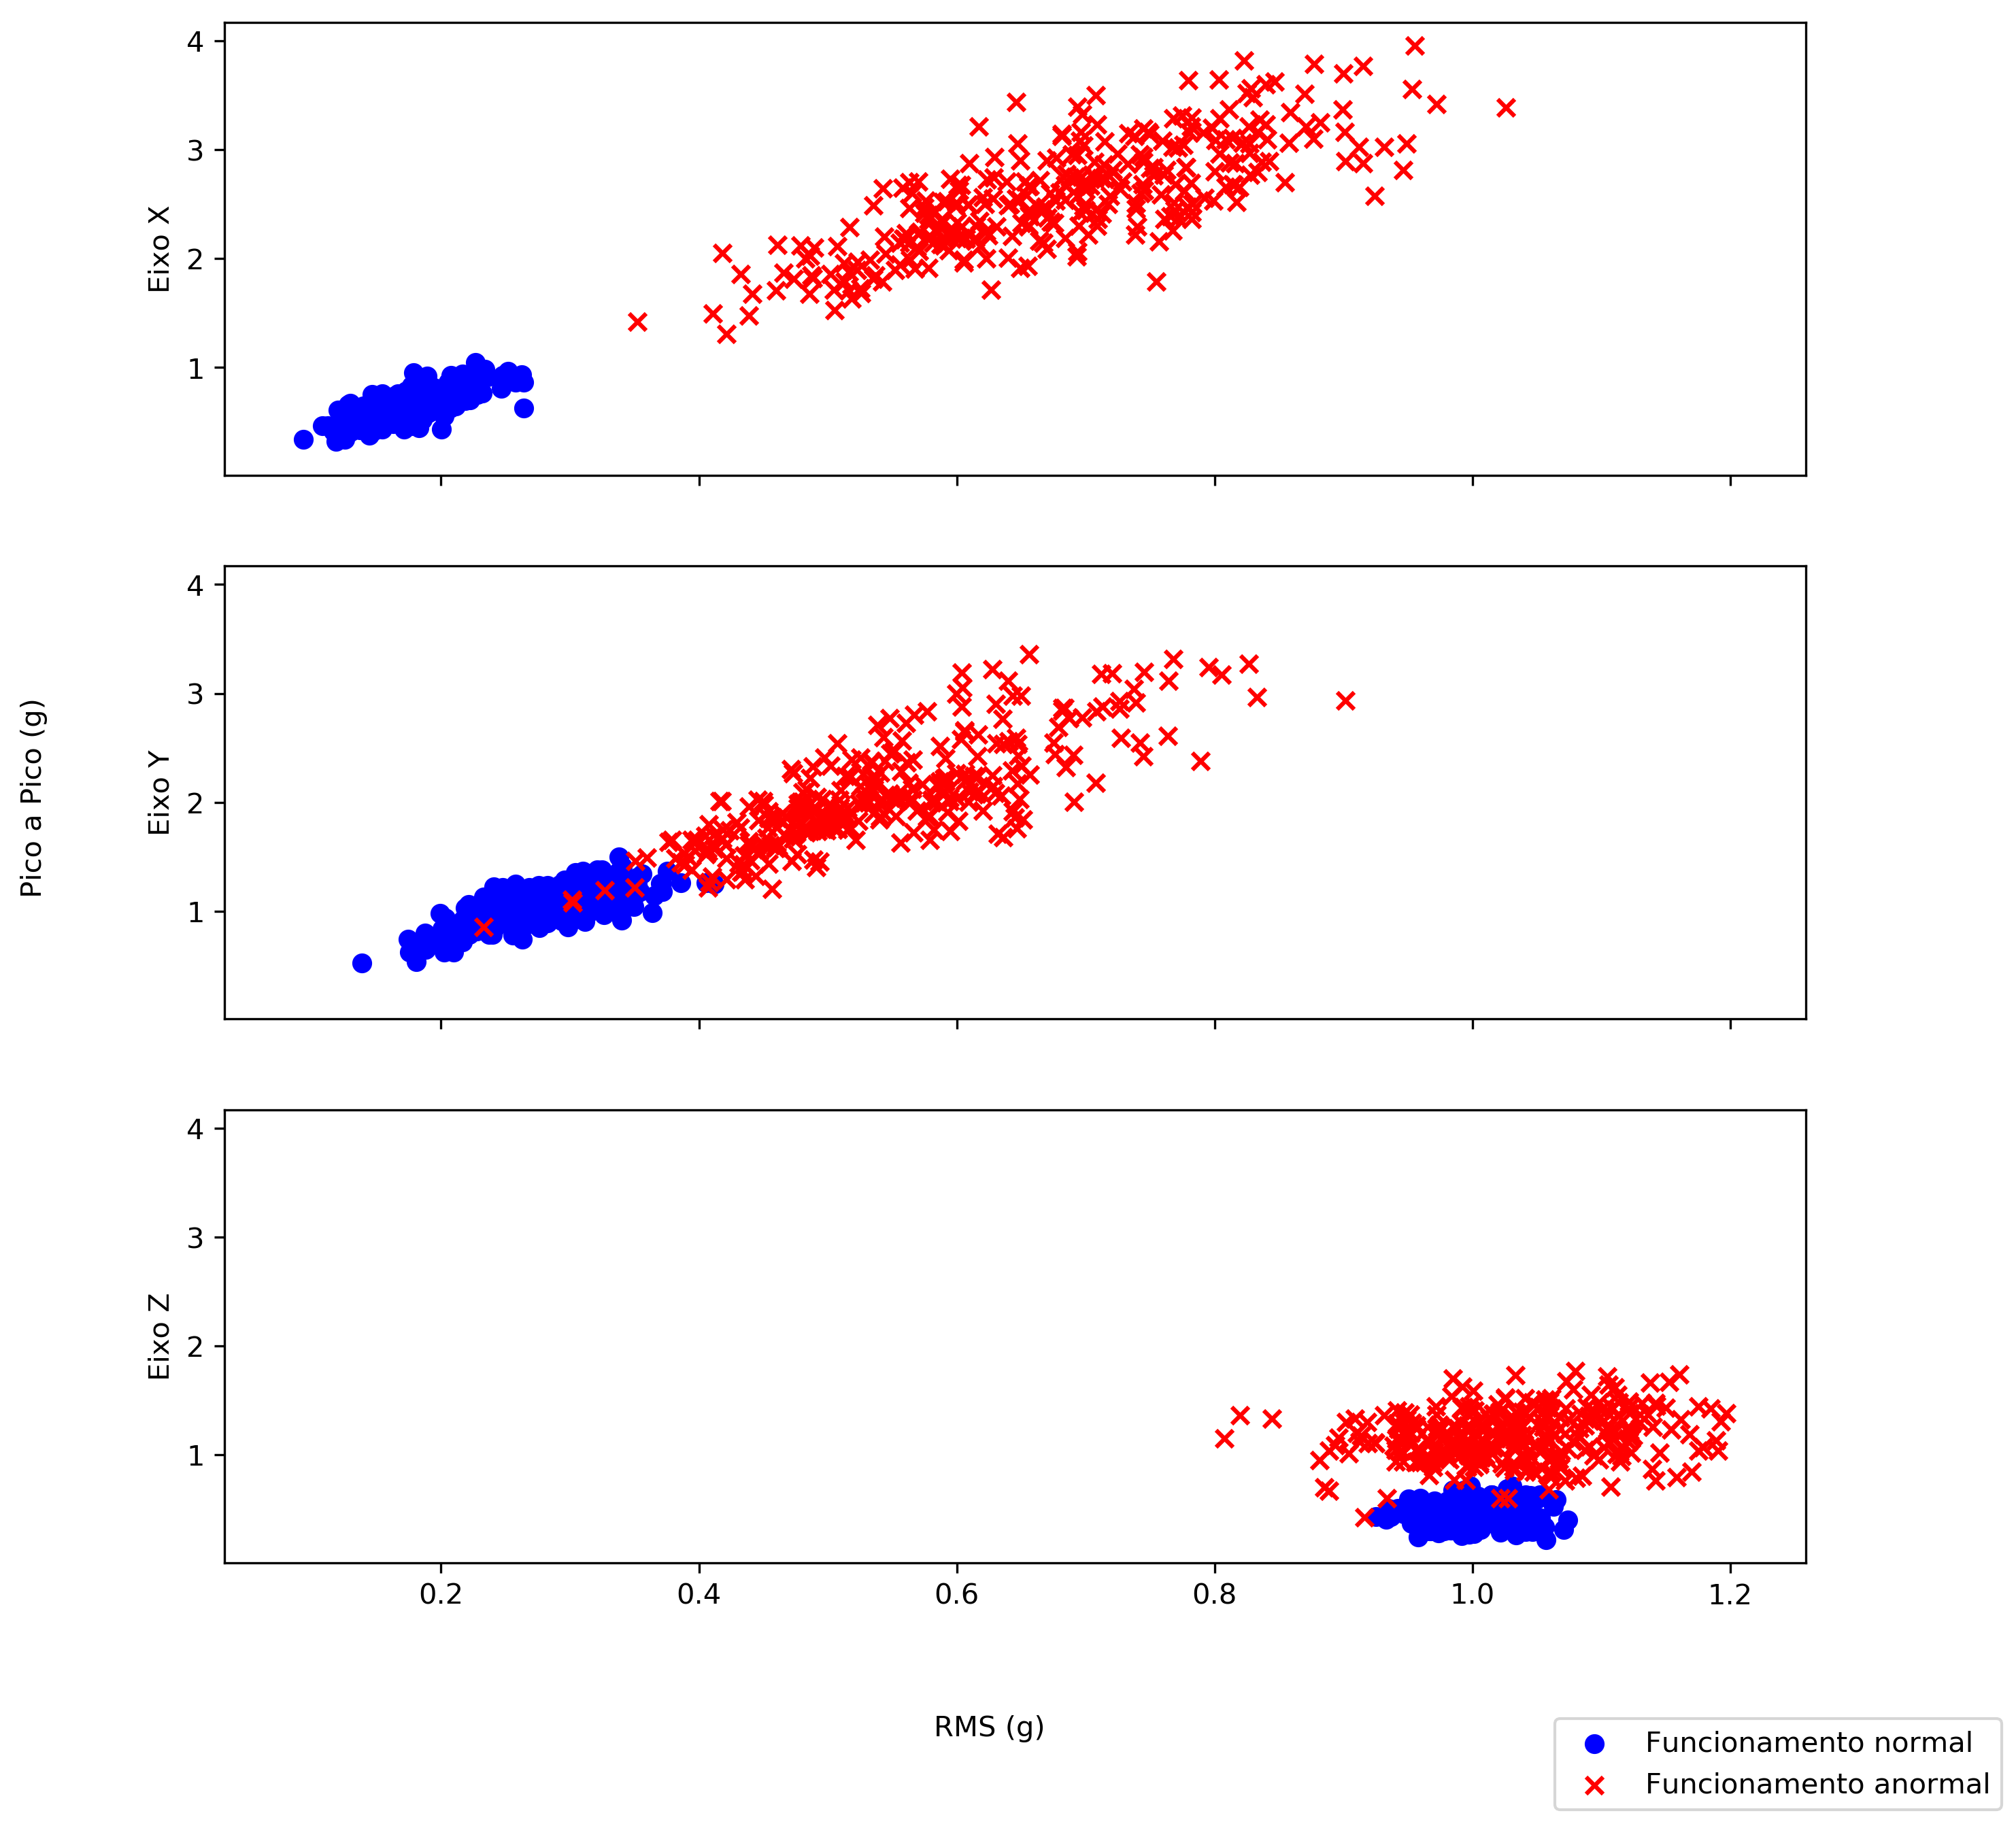 4
3
2
1
Eixo X
4
3
2
1
Eixo Y
Pico a Pico (g)
4
3
2
1
Eixo Z
0.2 0.4 0.6 0.8 1.0 1.2
RMS (g)
Funcionamento normal
Funcionamento anormal